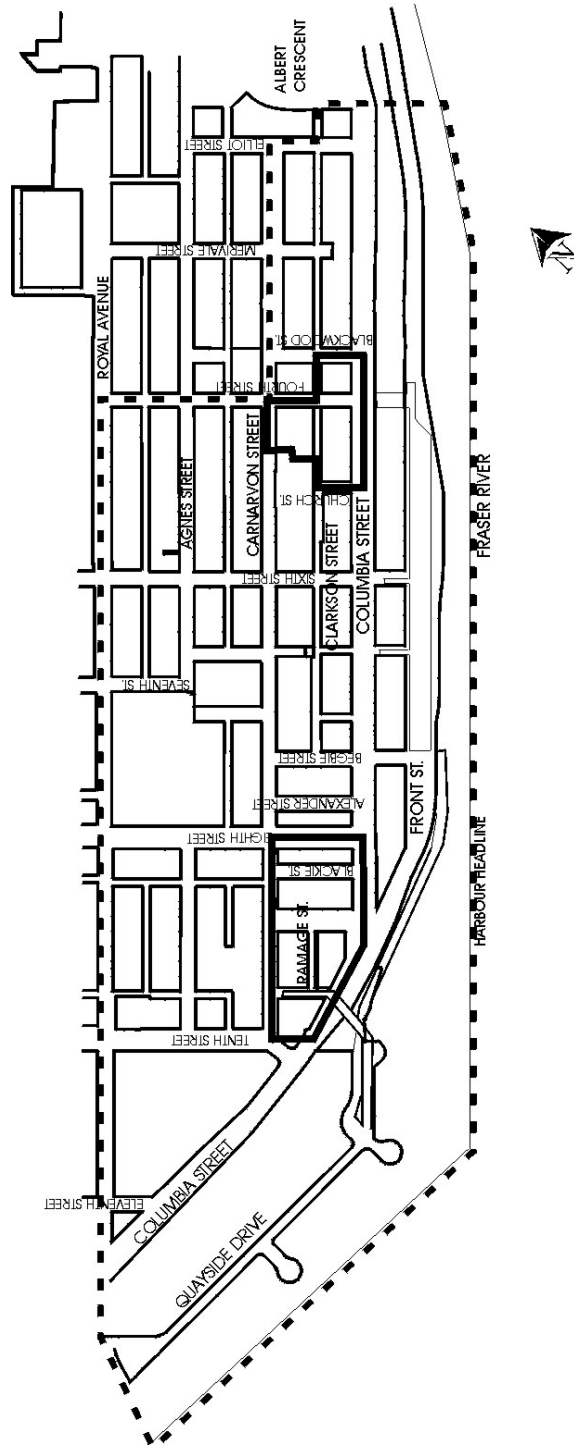 ALBERT
CRESCENT
ELLIOT STREET
MERIVALE STREET
ROYAL AVENUE
BLACKWOOD ST.
FOURTH STREET
CARNARVON STREET
AGNES STREET
CHURCH ST.
CLARKSON STREET
COLUMBIA STREET
SIXTH STREET
FRASER RIVER
SEVENTH ST.
BEGBIE STREET
ALEXANDER STREET
FRONT ST.
EIGHTH STREET
BLACKIE ST.
RAMAGE ST.
HARBOUR HEADLINE
TENTH STREET
ELEVENTH STREET
COLUMBIA STREET
QUAYSIDE DRIVE
N